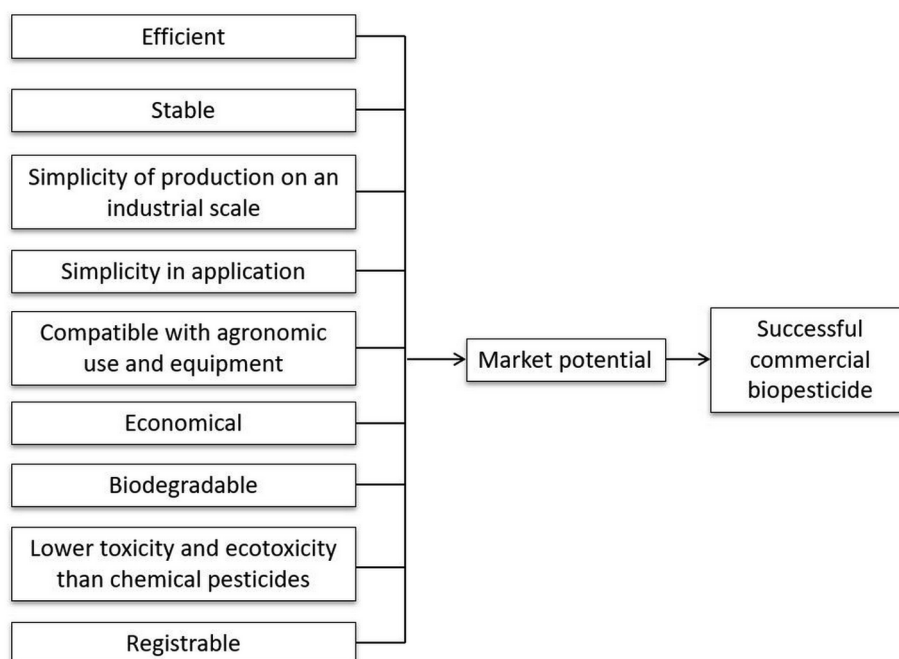 Efficient
Stable
Simplicity of production on an
industrial scale
Simplicity in application
Compatible with agronomic
use and equipment
Economical
Biodegradable
Lower toxicity and ecotoxicity
than chemical pesticides
Registrable
Market potential
Successful
commercial
biopesticide